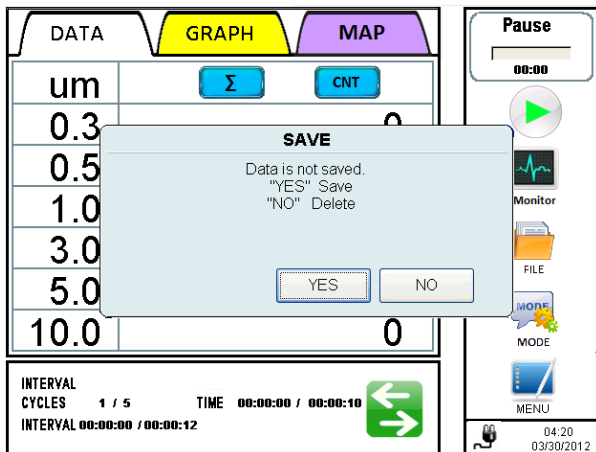 DATA
GRAPH
MAP
Pause
00:00
um
Σ
CNT
0.3
0
0.5
1.0
3.0
5.0
10.0
0
SAVE
Data is not saved.
"YES" Save
"NO" Delete
YES
NO
Monitor
FILE
MODE
MODE
MENU
INTERVAL
CYCLES 1 / 5 TIME 00:00:00 / 00:00:10
INTERVAL 00:00:00 / 00:00:12
04:20
03/30/2012